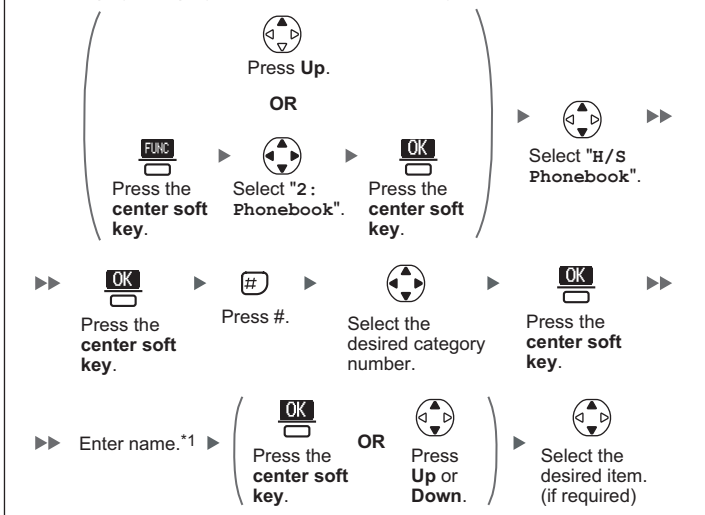 Press Up.
OR
FUNC
OK
Press the
center soft
key.
Select "2:
Phonebook".
Press the
center soft
key.
Select "H/S
Phonebook".
OK
Press the
center soft
key.
#
Press #.
Select the
desired category
number.
OK
Press the
center soft
key.
Enter name.*1
OK
Press the
center soft
key.
OR
Press
Up or
Down.
Select the
desired item.
(if required)